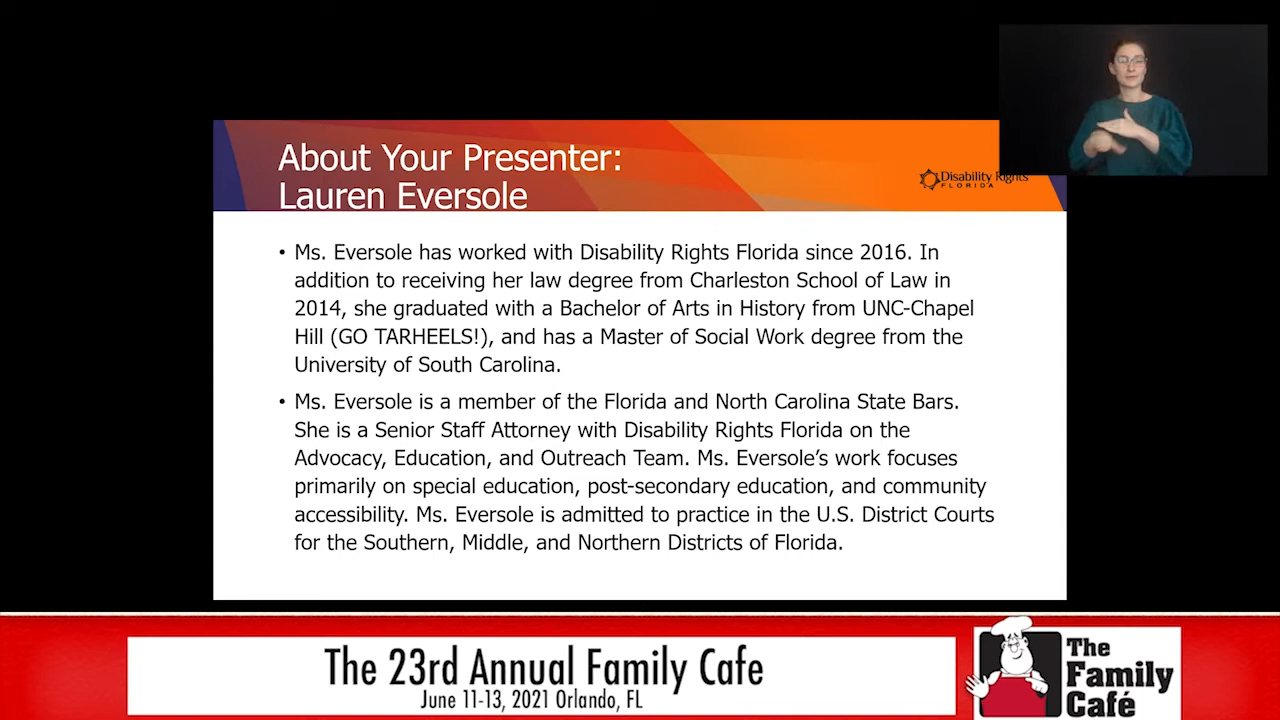 About Your Presenter:
Lauren Eversole
Disability Rights
FLORIDA
• Ms. Eversole has worked with Disability Rights Florida since 2016. In
addition to receiving her law degree from Charleston School of Law in
2014, she graduated with a Bachelor of Arts in History from UNC-Chapel
Hill (GO TARHEELS!), and has a Master of Social Work degree from the
University of South Carolina.
• Ms. Eversole is a member of the Florida and North Carolina State Bars.
She is a Senior Staff Attorney with Disability Rights Florida on the
Advocacy, Education, and Outreach Team. Ms. Eversole’s work focuses
primarily on special education, post-secondary education, and community
accessibility. Ms. Eversole is admitted to practice in the U.S. District Courts
for the Southern, Middle, and Northern Districts of Florida.
The 23rd Annual Family Cafe
June 11-13, 2021 Orlando, FL
The
Family
Café